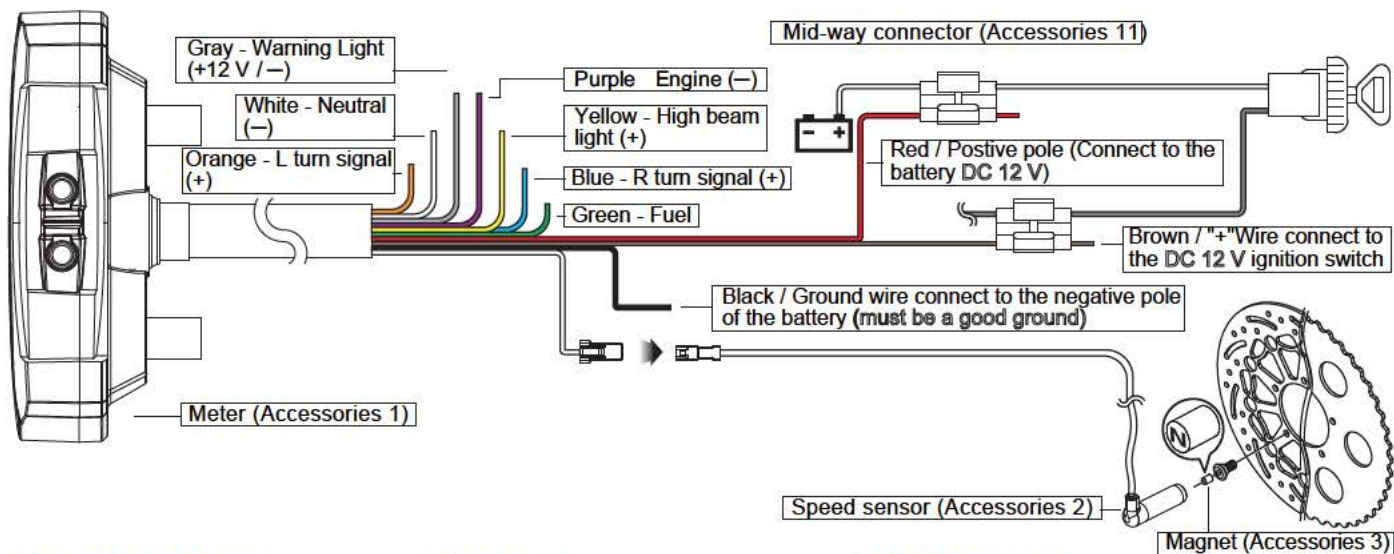 Gray - Warning Light
(+12 V / —)
White - Neutral
(—)
Orange - L turn signal
(+)
Purple Engine (—)
Yellow - High beam
light (+)
Blue - R turn signal (+)
Green - Fuel
Mid-way connector (Accessories 11)
- +
Red / Postive pole (Connect to the
battery DC 12 V)
Brown / "+"Wire connect to
the DC 12 V ignition switch
Black / Ground wire connect to the negative pole
of the battery (must be a good ground)
Meter (Accessories 1)
N
Speed sensor (Accessories 2)
Magnet (Accessories 3)